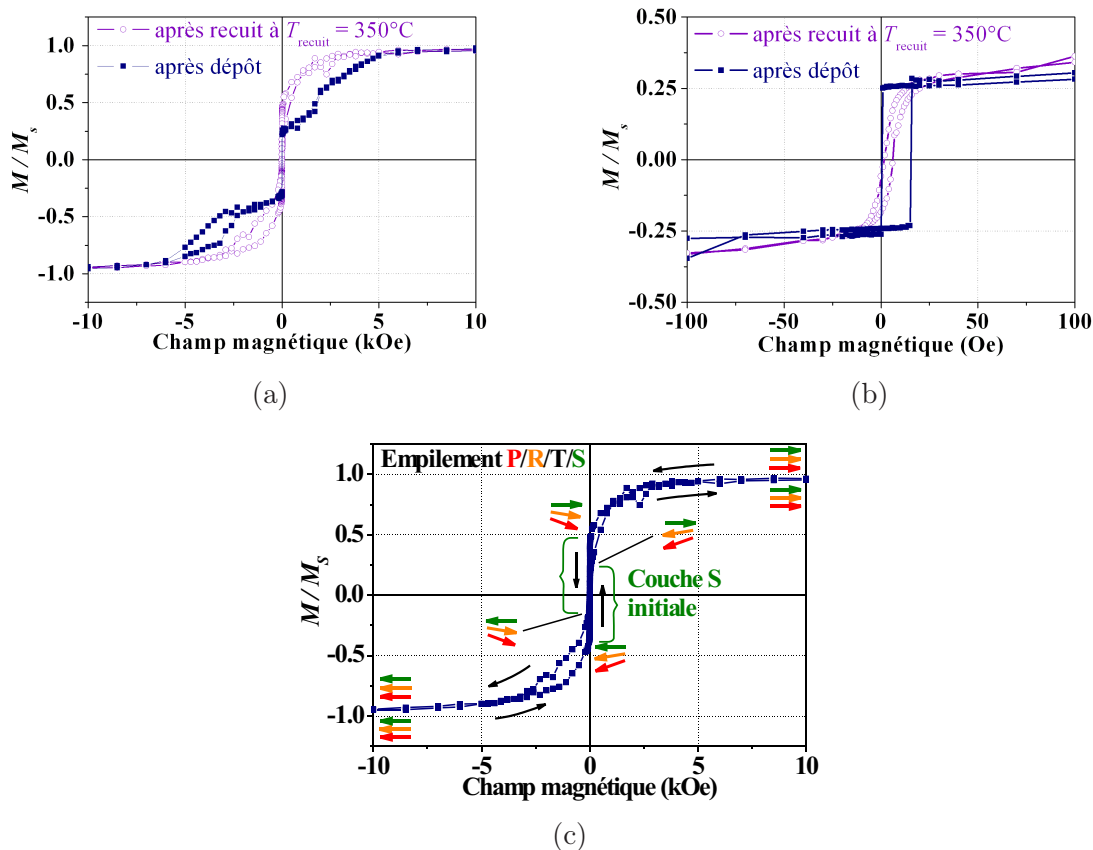 après recuit à T_recuit = 350°C
après dépôt
1.0
0.5
0.0
-0.5
-1.0
M / M_s
-10
-5
0
5
10
Champ magnétique (kOe)
(a)
après recuit à T_recuit = 350°C
après dépôt
0.50
0.25
0.00
-0.25
-0.50
M / M_s
-100
-50
0
50
100
Champ magnétique (Oe)
(b)
Empilement P/R/T/S
1.0
0.5
0.0
-0.5
-1.0
M / M_S
Couche S
initiale
-10
-5
0
5
10
Champ magnétique (kOe)
(c)